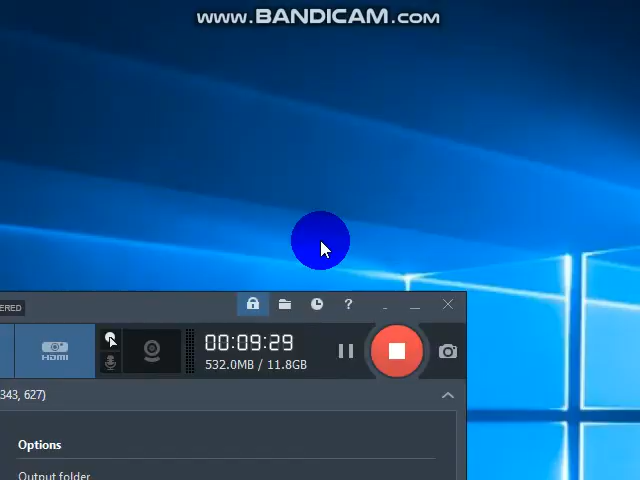 www.BANDICAM.com
ERED
?
HDMI
00:09:29
532.0MB / 11.8GB
343, 627)
Options
Output folder